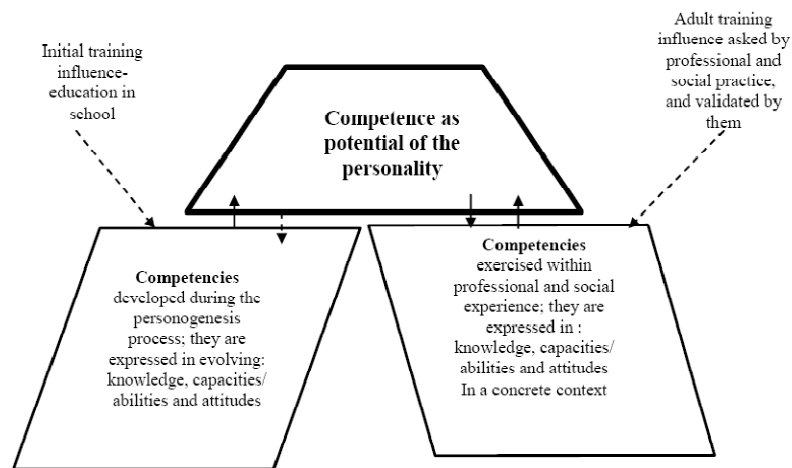 Initial training
influence-
education in
school
Adult training
influence asked by
professional and
social practice,
and validated by
them
Competence as
potential of the
personality
Competencies
developed during the
personogenesis
process; they are
expressed in evolving:
knowledge, capacities/
abilities and attitudes
Competencies
exercised within
professional and social
experience; they are
expressed in :
knowledge, capacities/
abilities and attitudes
In a concrete context